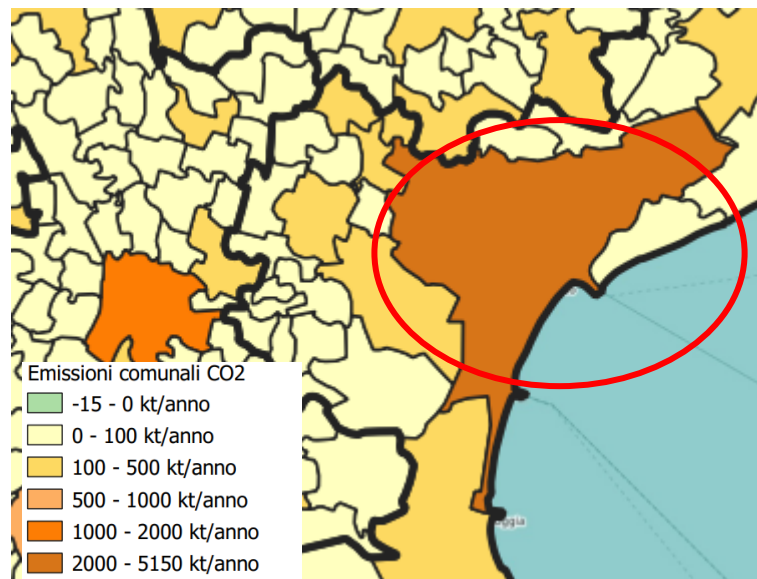 Emissioni comunali CO2
-15 - 0 kt/anno
0 - 100 kt/anno
100 - 500 kt/anno
500 - 1000 kt/anno
1000 - 2000 kt/anno
2000 - 5150 kt/anno